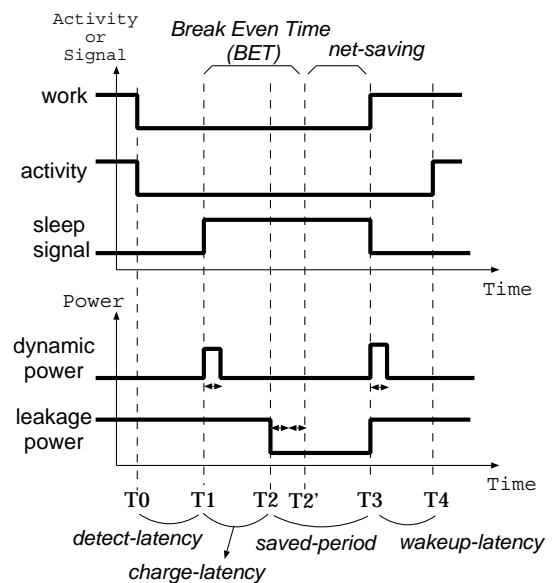 Activity
or
Signal
Break Even Time
(BET)
net-saving
work
activity
sleep
signal
Time
Power
dynamic
power
leakage
power
Time
T0 T1 T2 T2' T3 T4
detect-latency
charge-latency
saved-period
wakeup-latency